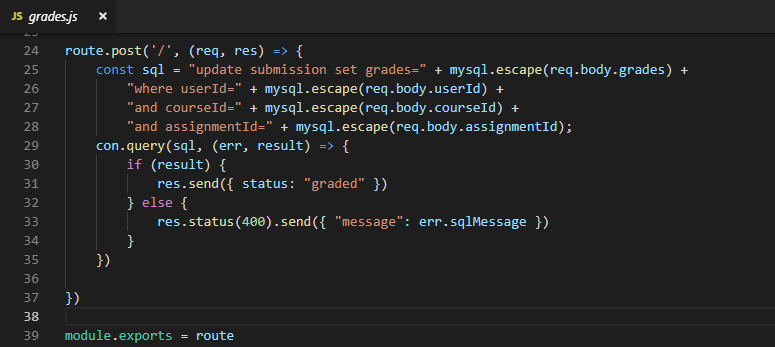 JS grades.js ×
24 route.post('/', (req, res) => {
25 const sql = "update submission set grades=" + mysql.escape(req.body.grades) +
26 "where userId=" + mysql.escape(req.body.userId) +
27 "and courseId=" + mysql.escape(req.body.courseId) +
28 "and assignmentId=" + mysql.escape(req.body.assignmentId);
29 con.query(sql, (err, result) => {
30 if (result) {
31 res.send({ status: "graded" })
32 } else {
33 res.status(400).send({ "message": err.sqlMessage })
34 }
35 })
36
37 })
38
39 module.exports = route